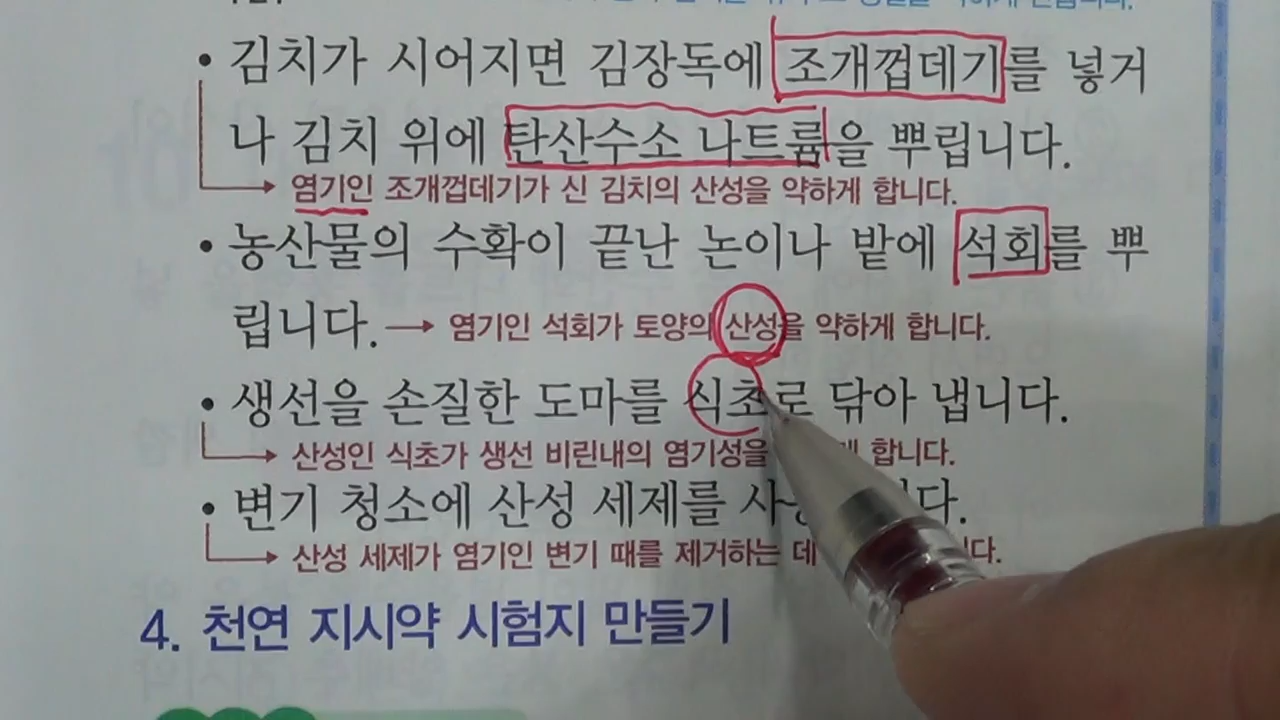 • 김치가 시어지면 김장독에 조개껍데기를 넣거
나 김치 위에 탄산수소 나트륨을 뿌립니다.
염기인 조개껍데기가 신 김치의 산성을 약하게 합니다.
• 농산물의 수확이 끝난 논이나 밭에 석회를 뿌
립니다. → 염기인 석회가 토양의 산성을 약하게 합니다.
• 생선을 손질한 도마를 식초로 닦아 냅니다.
산성인 식초가 생선 비린내의 염기성을 합니다.
• 변기 청소에 산성 세제를
산성 세제가 염기인 변기 때를 제거하는 데
4. 천연 지시약 시험지 만들기